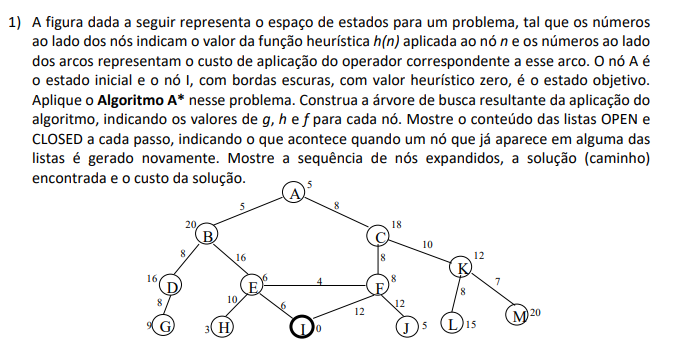 1) A figura dada a seguir representa o espaço de estados para um problema, tal que os números
ao lado dos nós indicam o valor da função heurística h(n) aplicada ao nó n e os números ao lado
dos arcos representam o custo de aplicação do operador correspondente a esse arco. O nó A é
o estado inicial e o nó I, com bordas escuras, com valor heurístico zero, é o estado objetivo.
Aplique o Algoritmo A* nesse problema. Construa a árvore de busca resultante da aplicação do
algoritmo, indicando os valores de g, h e f para cada nó. Mostre o conteúdo das listas OPEN e
CLOSED a cada passo, indicando o que acontece quando um nó que já aparece em alguma das
listas é gerado novamente. Mostre a sequência de nós expandidos, a solução (caminho)
encontrada e o custo da solução.
A 5
5 8
20 B C 18
8 16 8 10
16 D E 6 4 F 8 K 12
8 10 6 12 12 8 7
9 G 3 H I 0 J 5 L 15 M 20